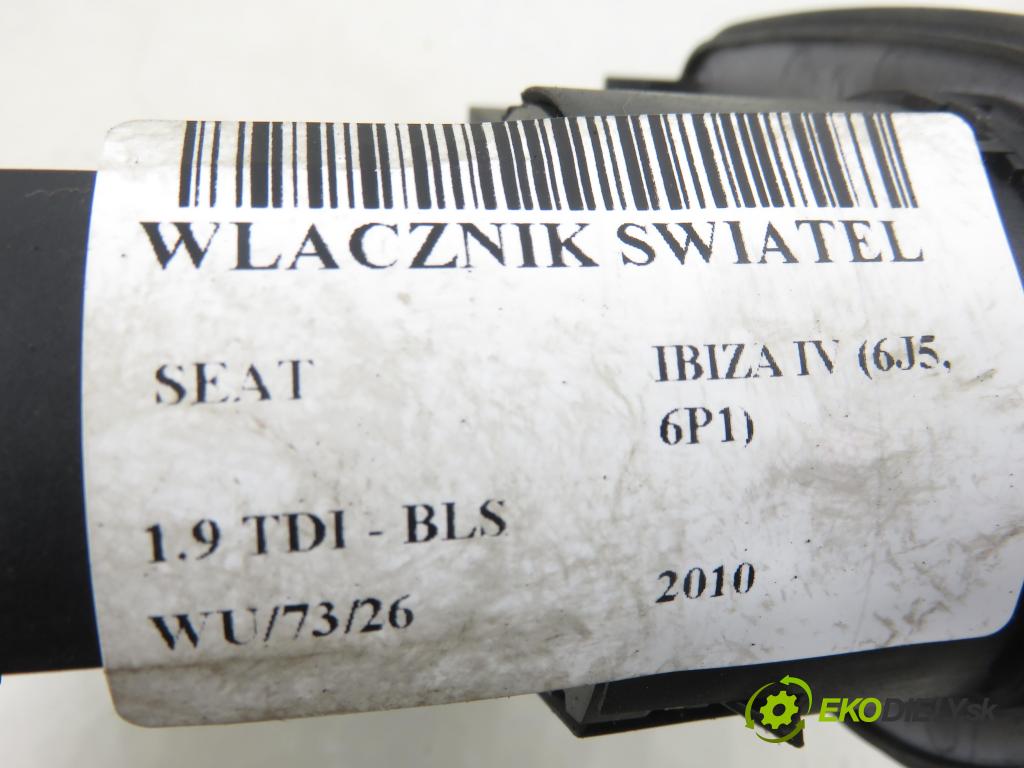 WLACZNIK SWIATEL
SEAT
IBIZA IV (6J5,
6P1)
1.9 TDI - BLS
2010
WU/73/26
EKODIELY.sk